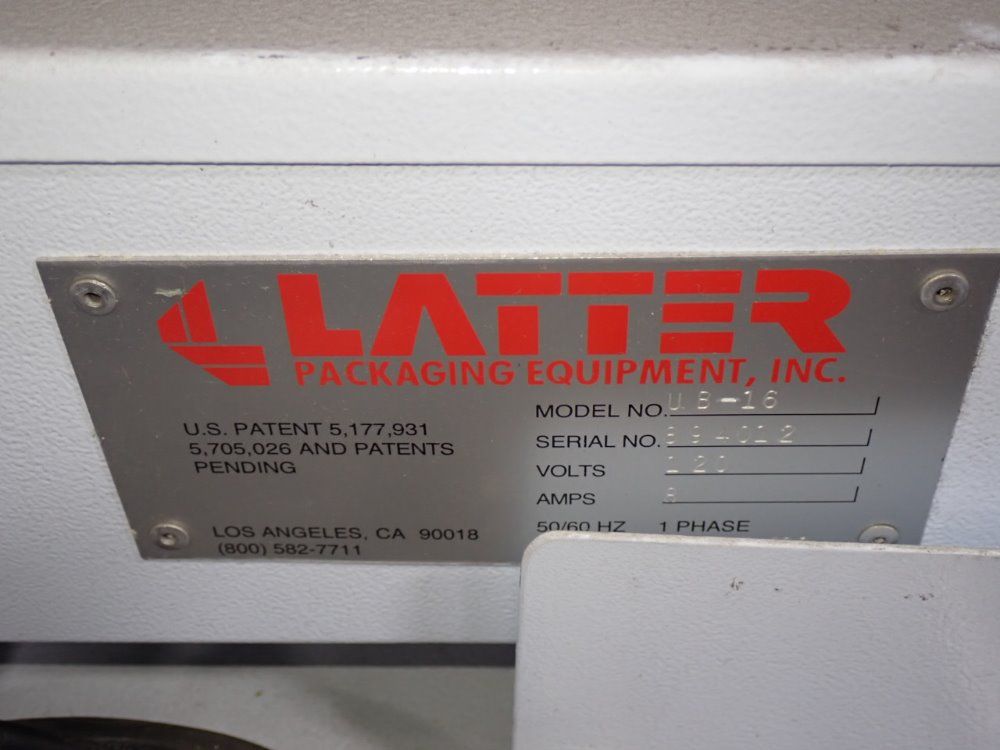 LATTER
PACKAGING EQUIPMENT, INC.
U.S. PATENT 5,177,931
5,705,026 AND PATENTS
PENDING
LOS ANGELES, CA 90018
(800) 582-7711
MODEL NO. UB-16
SERIAL NO.
VOLTS 120
AMPS
50/60 HZ 1 PHASE